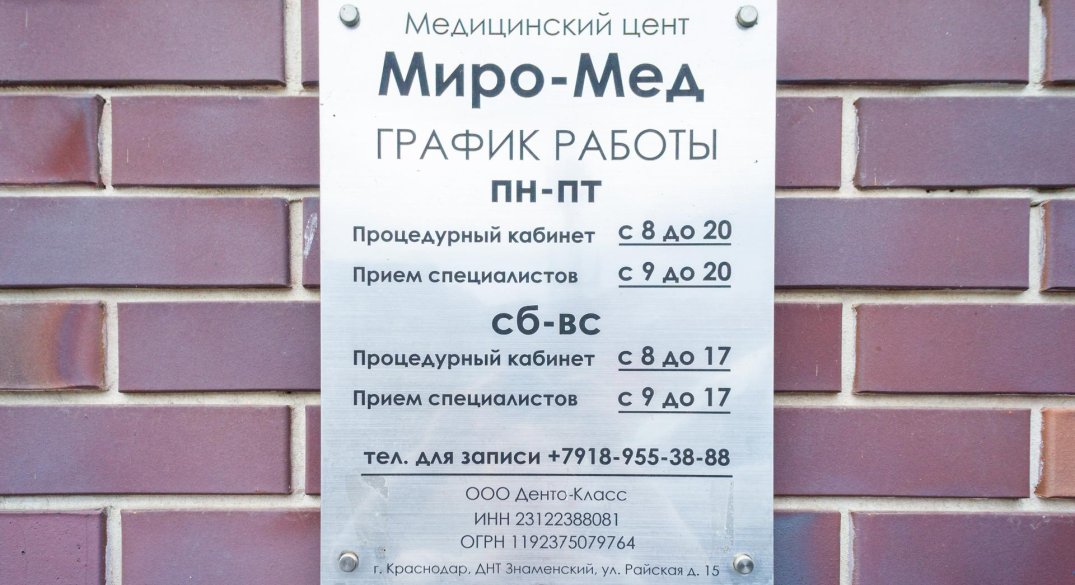 Медицинский цент
Миро-Мед
ГРАФИК РАБОТЫ
пн-пт
Процедурный кабинет с 8 до 20
Прием специалистов с 9 до 20
сб-вс
Процедурный кабинет с 8 до 17
Прием специалистов с 9 до 17
тел. для записи +7918-955-38-88
ООО Денто-Класс
ИНН 23122388081
ОГРН 1192375079764
г. Краснодар, ДНТ Знаменский, ул. Райская д. 15